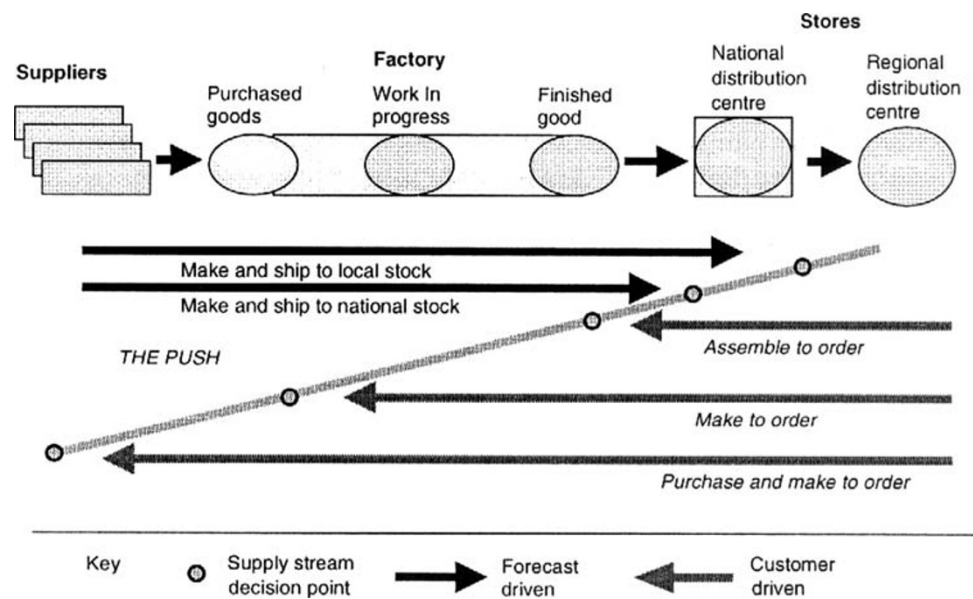 Stores
Factory
Suppliers
National
distribution
centre
Regional
distribution
centre
Purchased
goods
Work In
progress
Finished
good
Make and ship to local stock
Make and ship to national stock
THE PUSH
Assemble to order
Make to order
Purchase and make to order
Key
Supply stream
decision point
Forecast
driven
Customer
driven